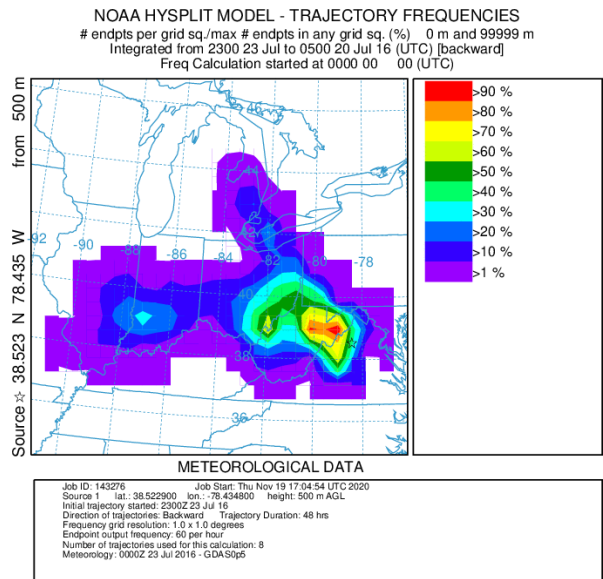 NOAA HYSPLIT MODEL - TRAJECTORY FREQUENCIES
# endpts per grid sq./max # endpts in any grid sq. (%)    0 m and 99999 m
Integrated from 2300 23 Jul to 0500 20 Jul 16 (UTC) [backward]
Freq Calculation started at 0000 00    00 (UTC)
Source ☆ 38.523 N 78.435 W from 500 m
>90 %
>80 %
>70 %
>60 %
>50 %
>40 %
>30 %
>20 %
>10 %
>1 %
46
44
42
-92
-90
-88
-86
-84
82
-80
-78
40
38
36
METEOROLOGICAL DATA
Job ID: 143276 Job Start: Thu Nov 19 17:04:54 UTC 2020
Source 1 lat.: 38.522900 lon.: -78.434800 height: 500 m AGL
Initial trajectory started: 2300Z 23 Jul 16
Direction of trajectories: Backward Trajectory Duration: 48 hrs
Frequency grid resolution: 1.0 x 1.0 degrees
Endpoint output frequency: 60 per hour
Number of trajectories used for this calculation: 8
Meteorology: 0000Z 23 Jul 2016 - GDAS0p5